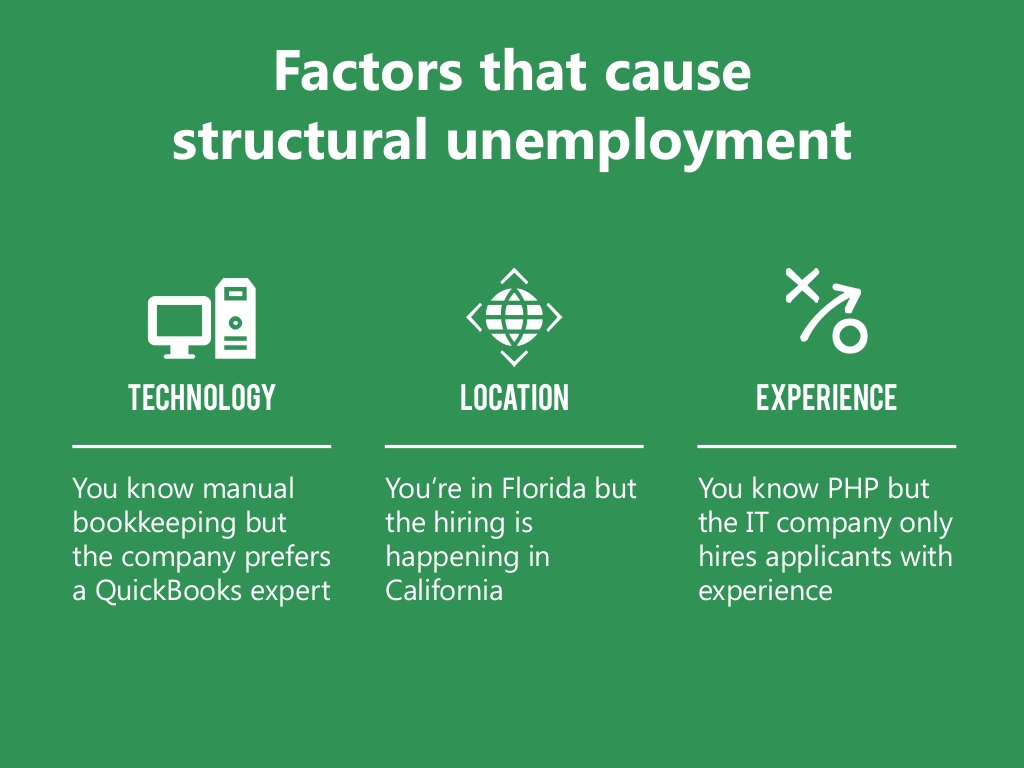 Factors that cause
structural unemployment
TECHNOLOGY
You know manual
bookkeeping but
the company prefers
a QuickBooks expert
LOCATION
You’re in Florida but
the hiring is
happening in
California
EXPERIENCE
You know PHP but
the IT company only
hires applicants with
experience